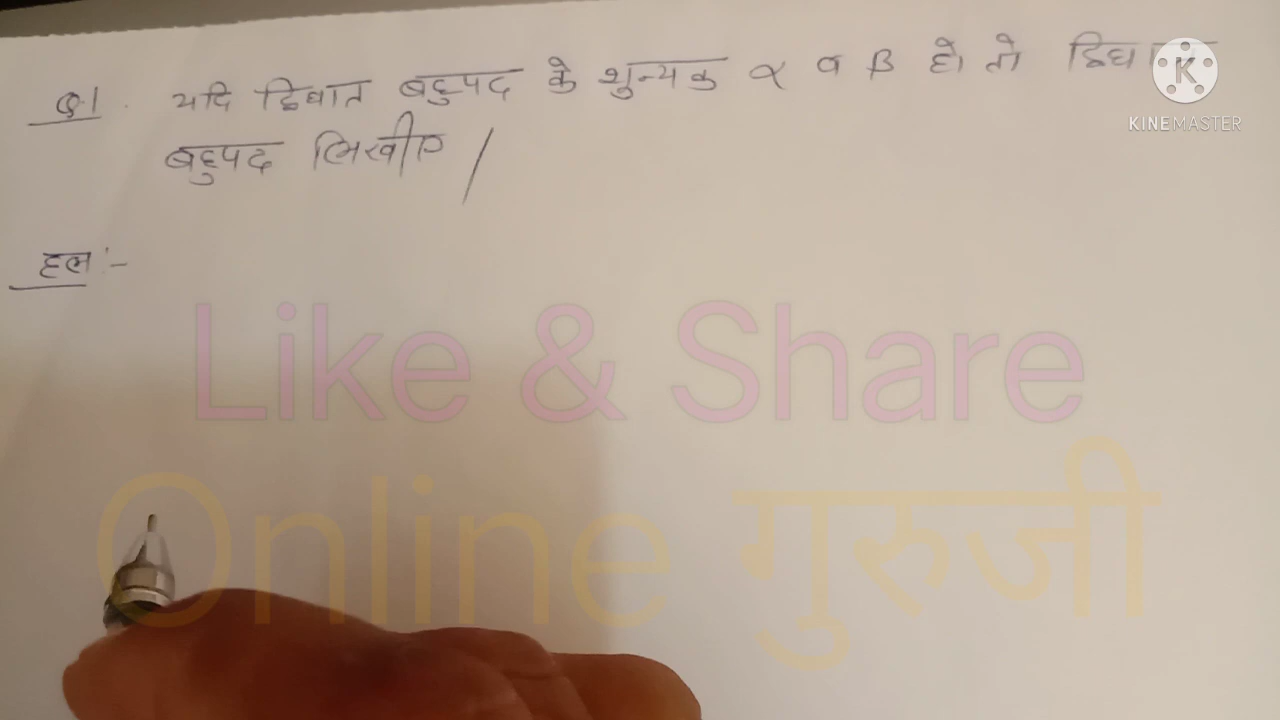 Q.1. यदि द्विघात बहुपद के शुन्यक α व β हो तो
बहुपद लिखीए /
हल :-
K
KINEMASTER
Like & Share
Online गुरुजी